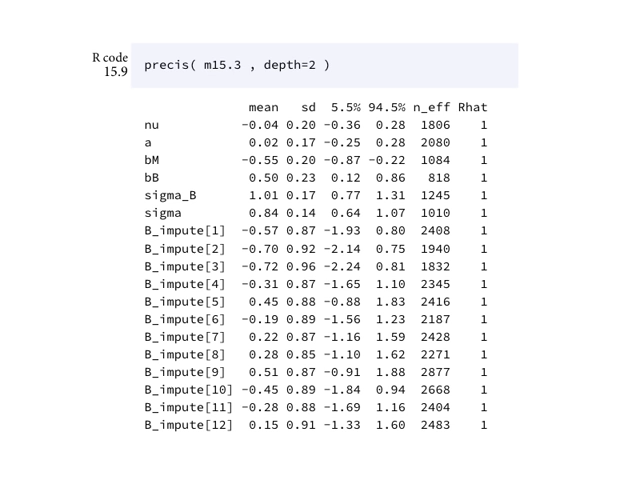 R code
15.9
precis( m15.3 , depth=2 )
mean sd 5.5% 94.5% n_eff Rhat
nu −0.04 0.20 −0.36 0.28 1806 1
a 0.02 0.17 −0.25 0.28 2080 1
bM −0.55 0.20 −0.87 −0.22 1084 1
bB 0.50 0.23 0.12 0.86 818 1
sigma_B 1.01 0.17 0.77 1.31 1245 1
sigma 0.84 0.14 0.64 1.07 1010 1
B_impute[1] −0.57 0.87 −1.93 0.80 2408 1
B_impute[2] −0.70 0.92 −2.14 0.75 1940 1
B_impute[3] −0.72 0.96 −2.24 0.81 1832 1
B_impute[4] −0.31 0.87 −1.65 1.10 2345 1
B_impute[5] 0.45 0.88 −0.88 1.83 2416 1
B_impute[6] −0.19 0.89 −1.56 1.23 2187 1
B_impute[7] 0.22 0.87 −1.16 1.59 2428 1
B_impute[8] 0.28 0.85 −1.10 1.62 2271 1
B_impute[9] 0.51 0.87 −0.91 1.88 2877 1
B_impute[10] −0.45 0.89 −1.84 0.94 2668 1
B_impute[11] −0.28 0.88 −1.69 1.16 2404 1
B_impute[12] 0.15 0.91 −1.33 1.60 2483 1